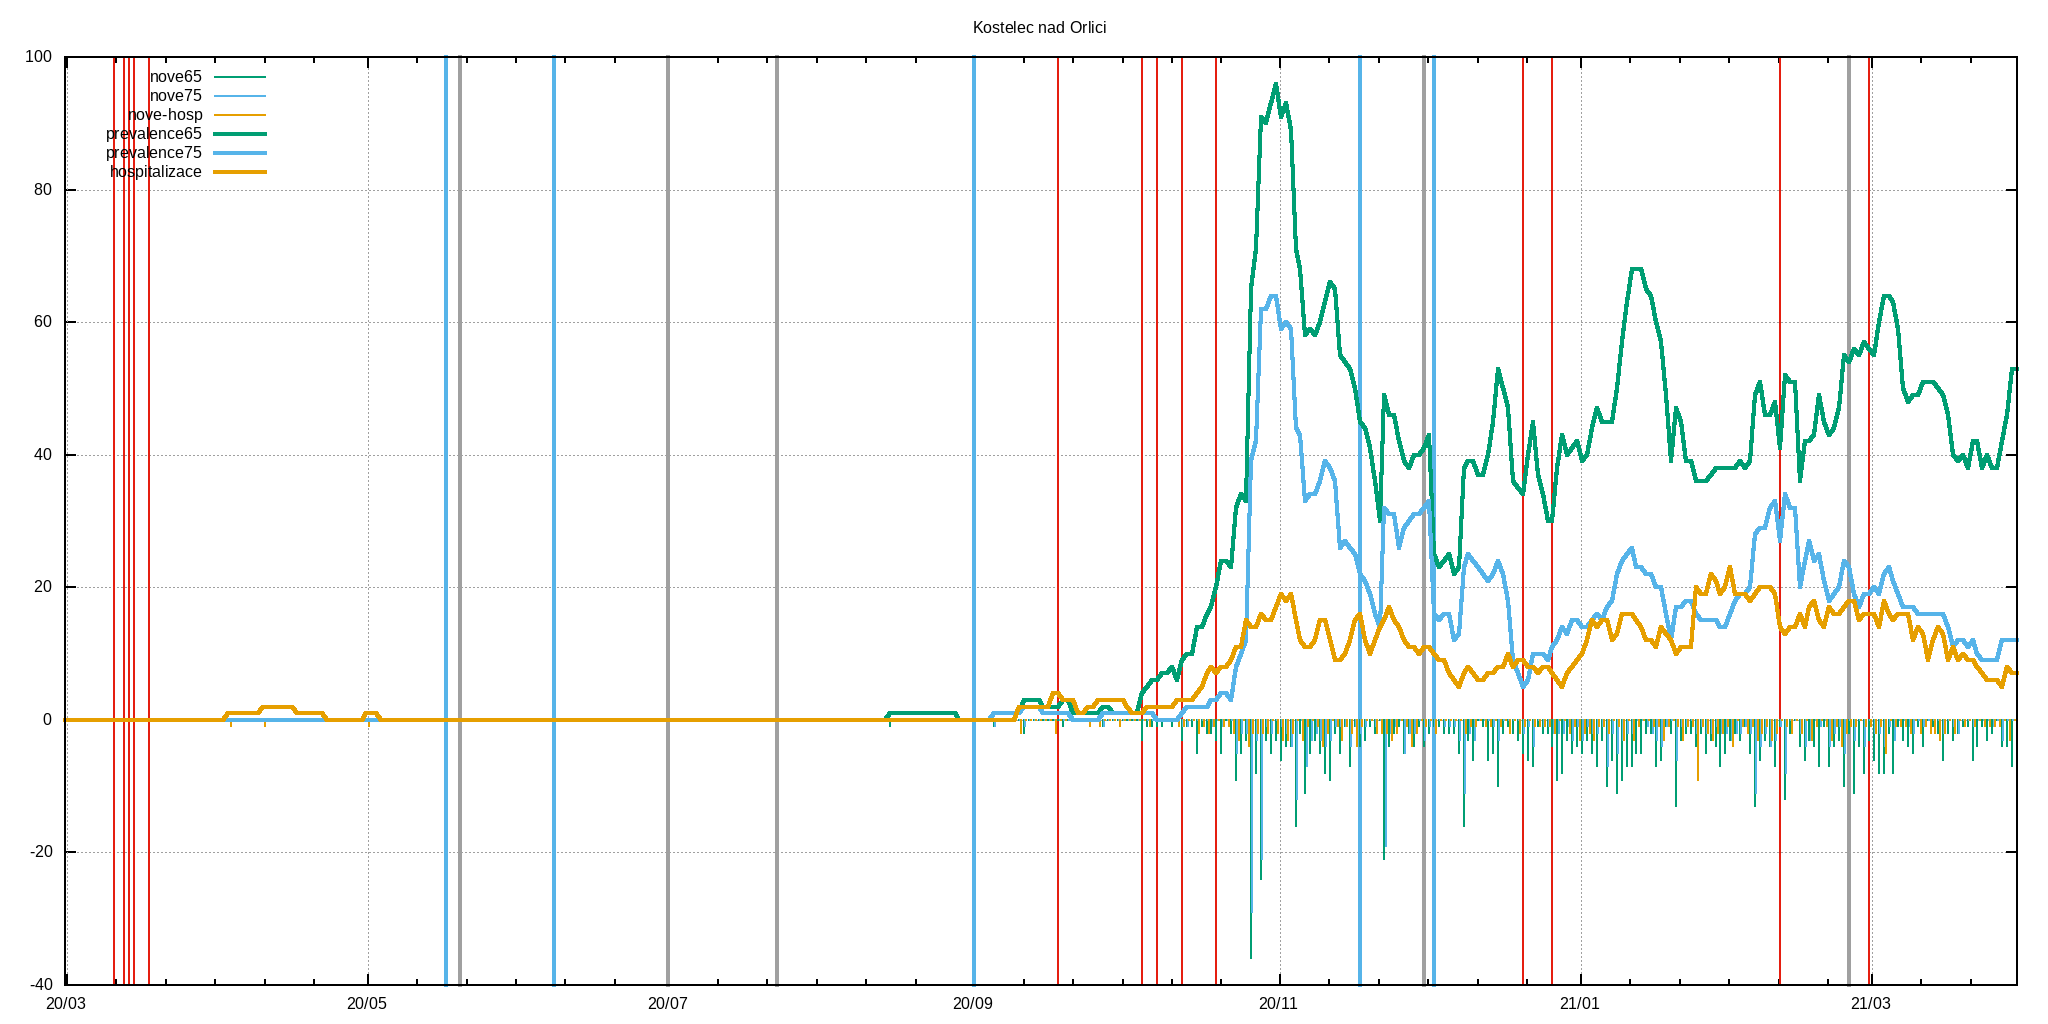 Kostelec nad Orlici
100
nove65
nove75
nove-hosp
prevalence65
prevalence75
hospitalizace
80
60
40
20
0
-20
-40
20/03 20/05 20/07 20/09 20/11 21/01 21/03